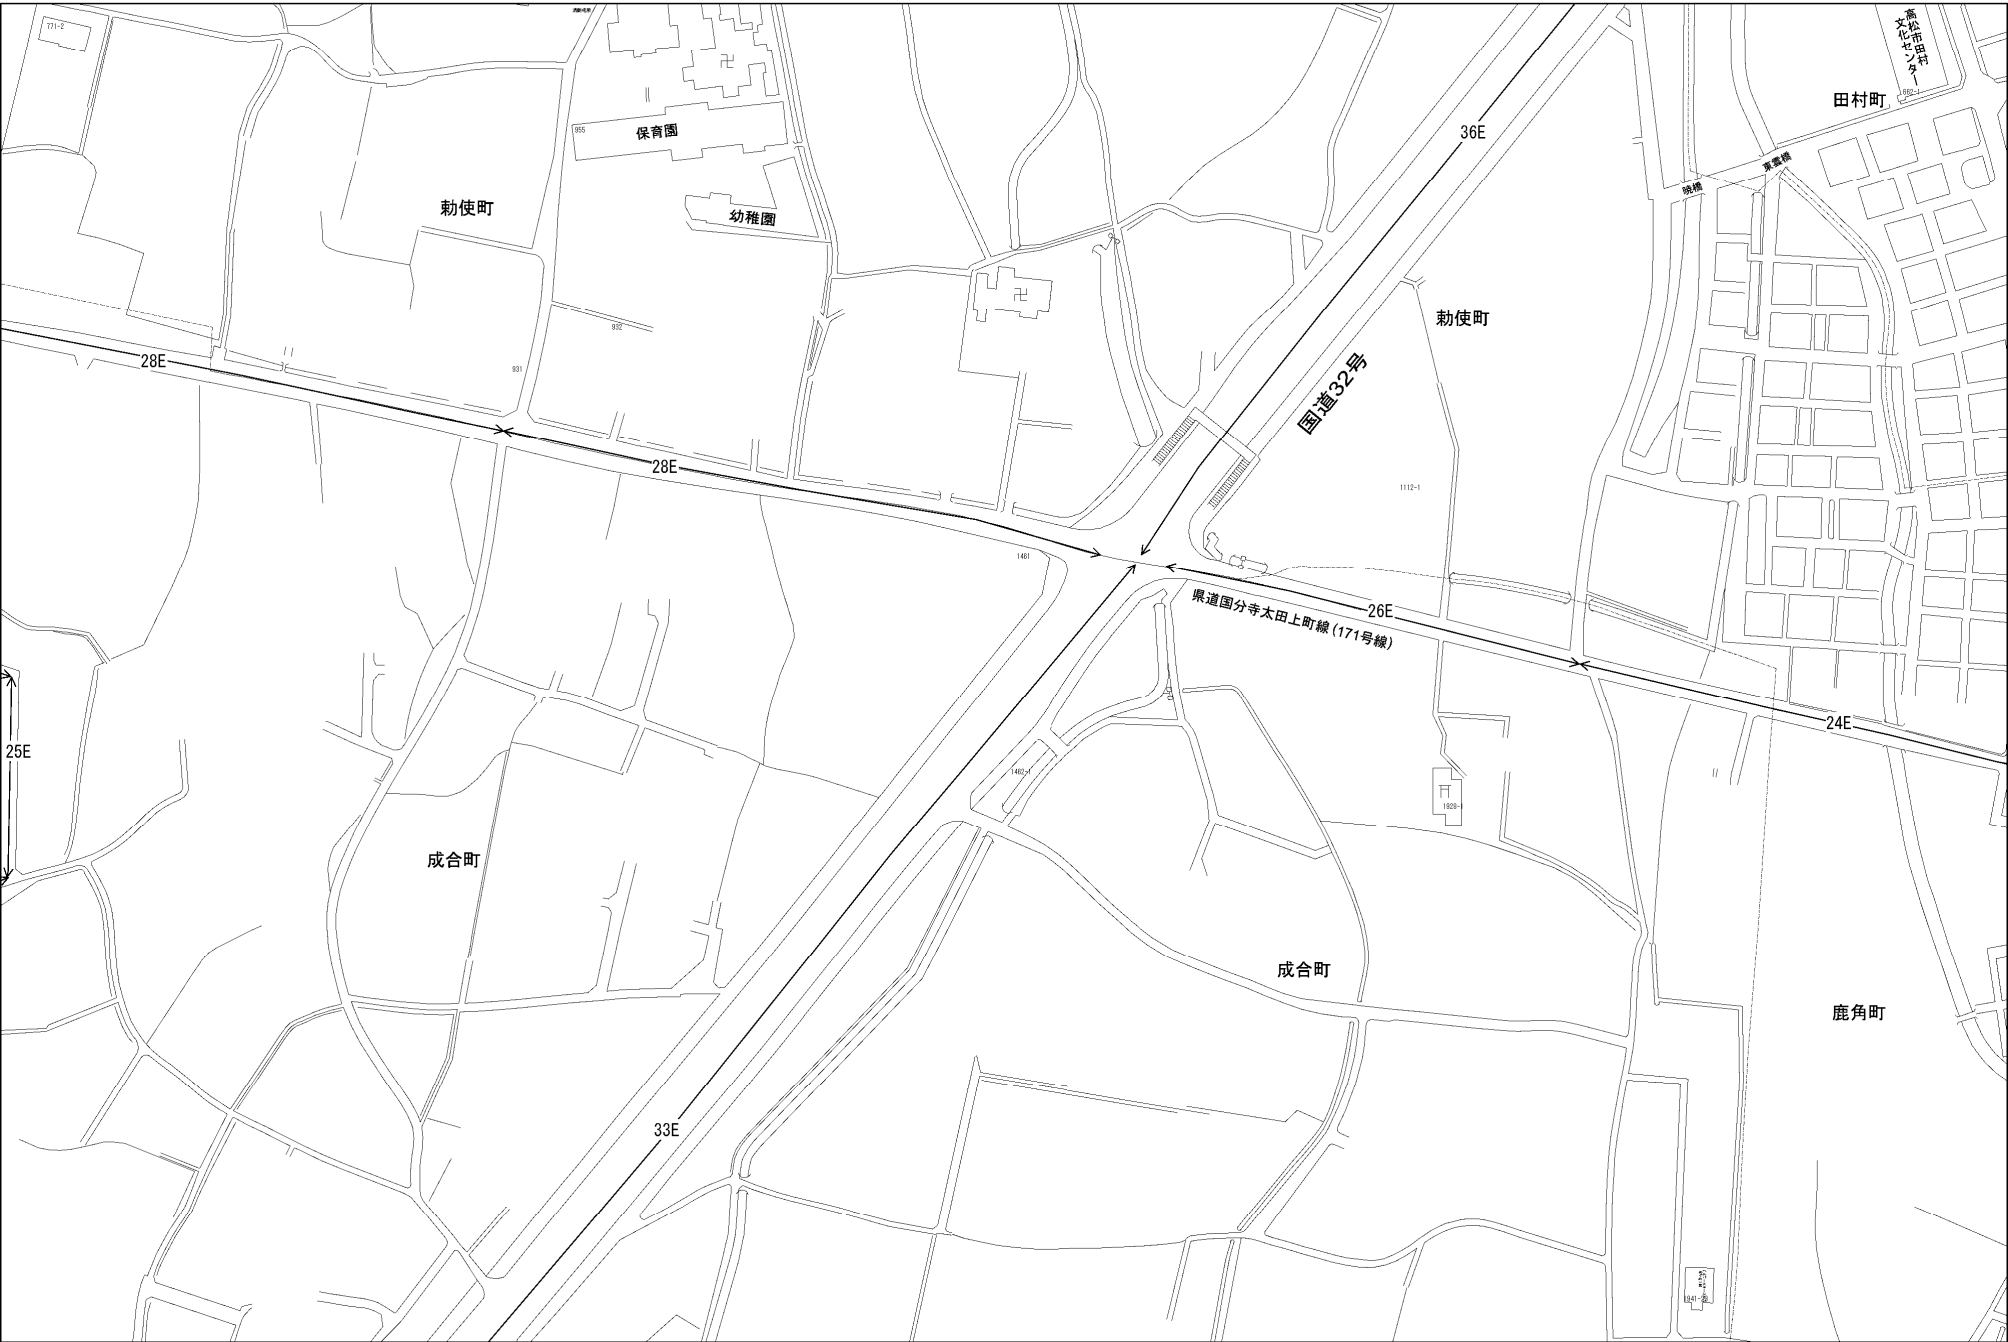 771-2
高松市田村
文化センター
662-1
田村町
36E
955
保育園
東雲橋
暁橋
勅使町
幼稚園
勅使町
932
28E
931
国道32号
28E
1112-1
1461
県道国分寺太田上町線(171号線)
26E
24E
25E
1462-1
1928-1
成合町
成合町
鹿角町
33E